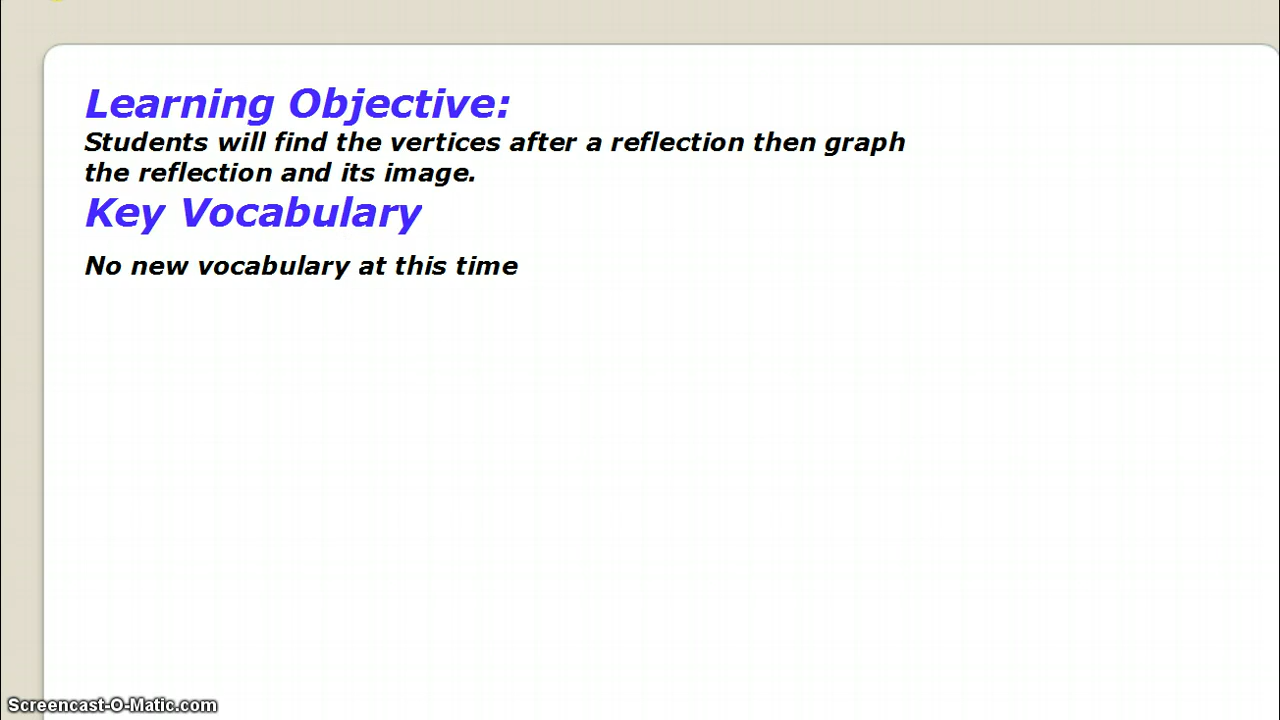 Learning Objective:
Students will find the vertices after a reflection then graph
the reflection and its image.
Key Vocabulary
No new vocabulary at this time
Screencast-O-Matic.com